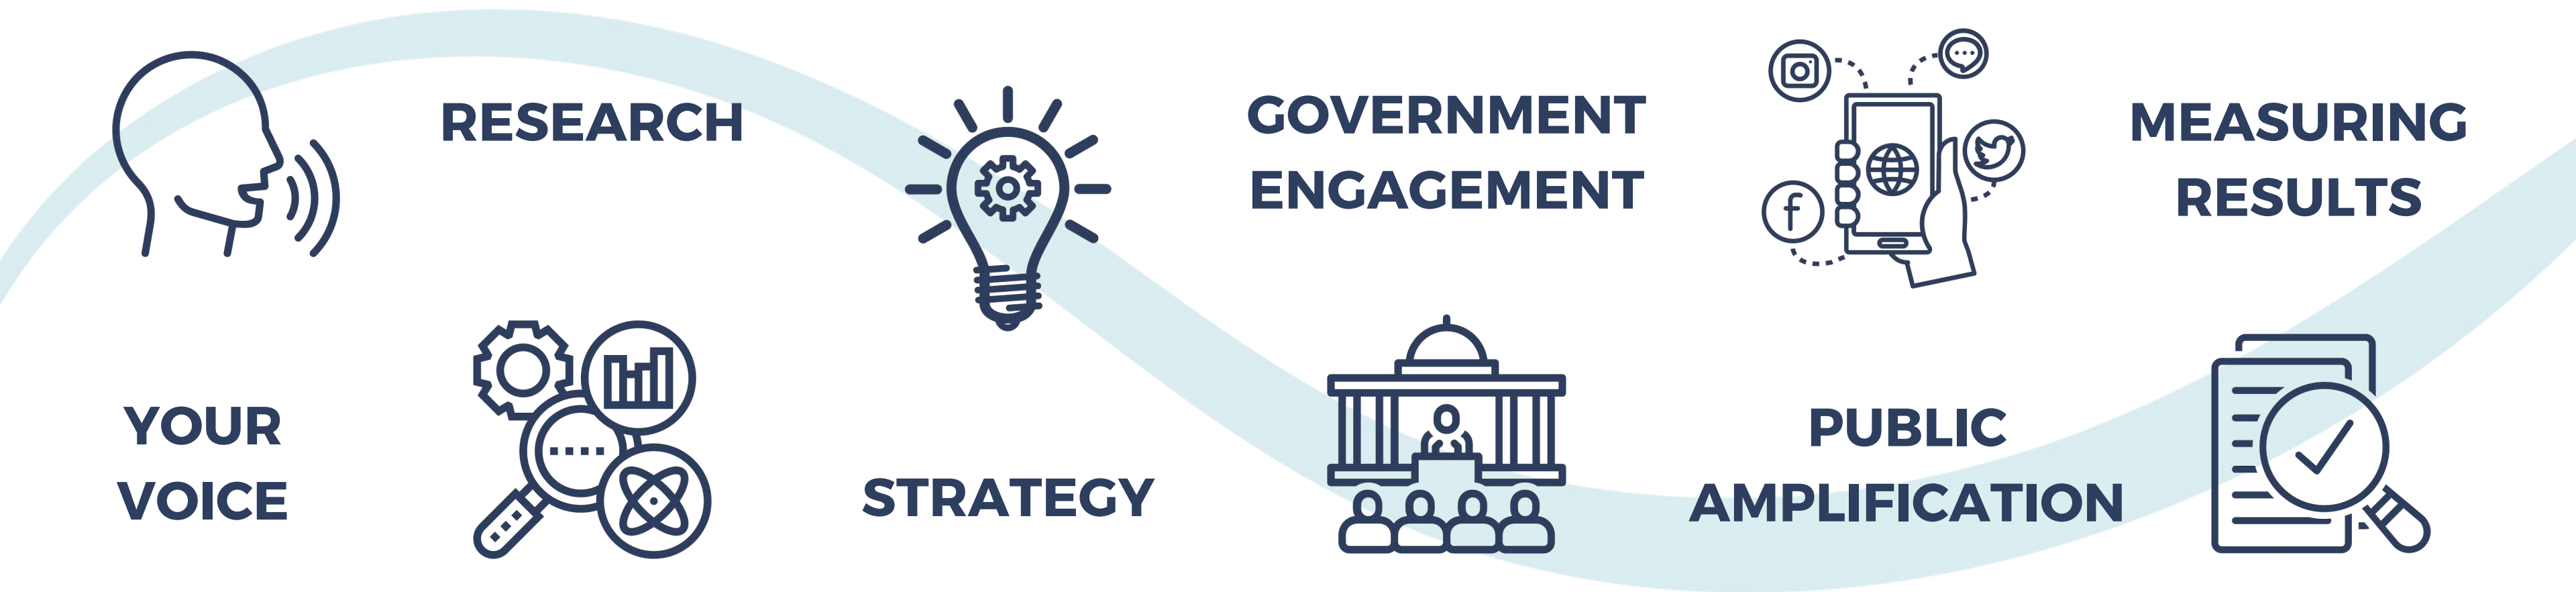 YOUR
VOICE
RESEARCH
STRATEGY
GOVERNMENT
ENGAGEMENT
PUBLIC
AMPLIFICATION
MEASURING
RESULTS